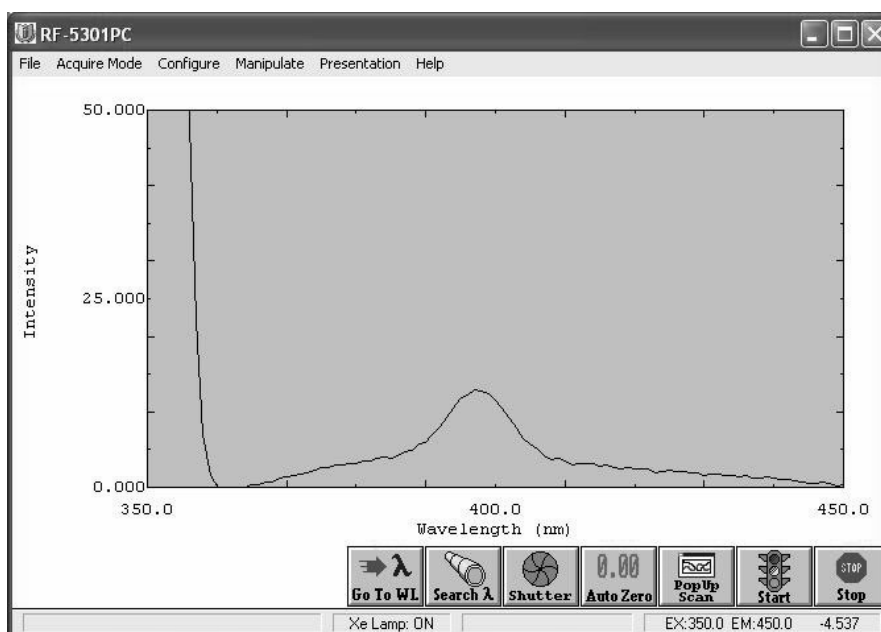 RF-5301PC
File Acquire Mode Configure Manipulate Presentation Help
50.000
25.000
0.000
Intensity
350.0 400.0 450.0
Wavelength (nm)
Go To WL
Search λ
Shutter
0.00
Auto Zero
PopUp
Scan
Start
STOP
Stop
Xe Lamp: ON EX:350.0 EM:450.0 -4.537